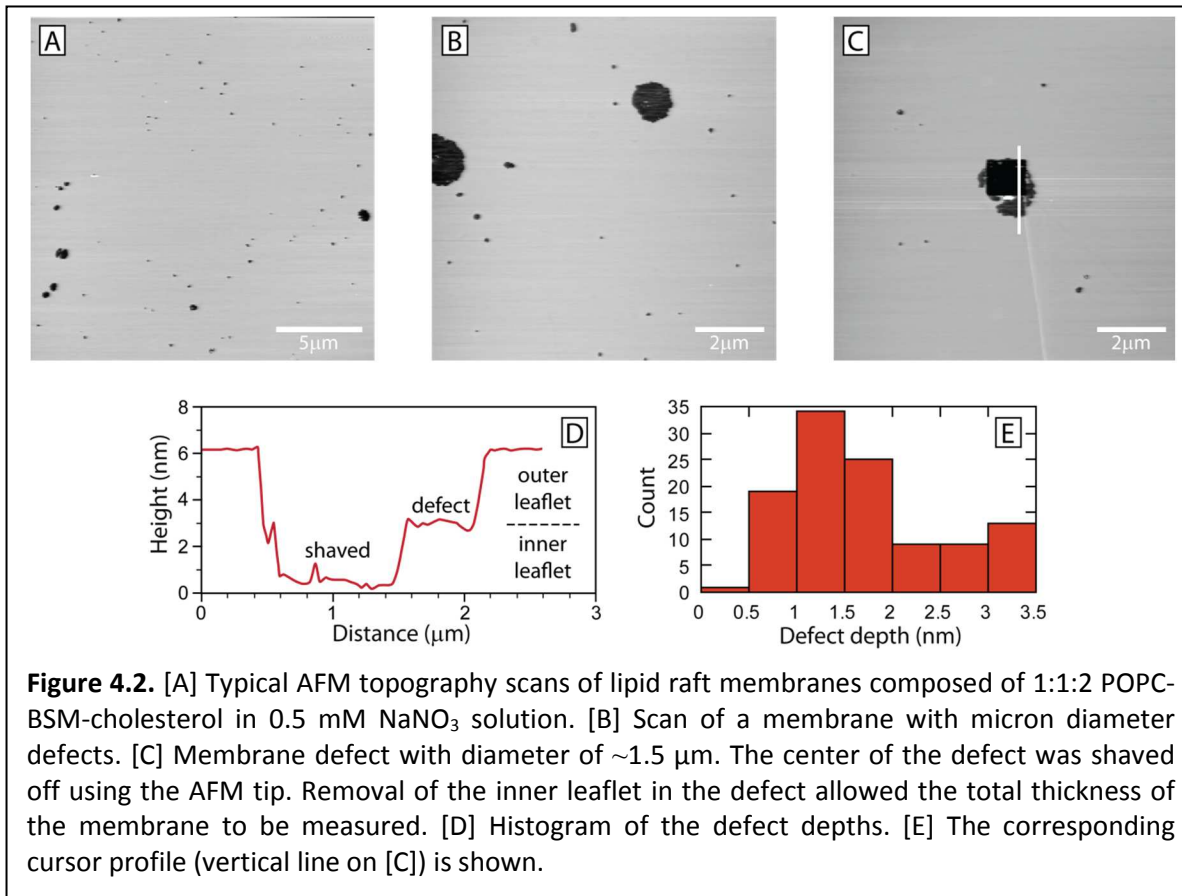 A
B
C
5μm
2μm
2μm
8
6
4
2
0
Height (nm)
D
outer
leaflet
inner
leaflet
shaved
defect
0
1
2
3
Distance (μm)
35
30
25
20
15
10
5
0
Count
E
0
0.5
1
1.5
2
2.5
3
3.5
Defect depth (nm)
Figure 4.2. [A] Typical AFM topography scans of lipid raft membranes composed of 1:1:2 POPC-
BSM-cholesterol in 0.5 mM NaNO₃ solution. [B] Scan of a membrane with micron diameter
defects. [C] Membrane defect with diameter of ~1.5 μm. The center of the defect was shaved
off using the AFM tip. Removal of the inner leaflet in the defect allowed the total thickness of
the membrane to be measured. [D] Histogram of the defect depths. [E] The corresponding
cursor profile (vertical line on [C]) is shown.